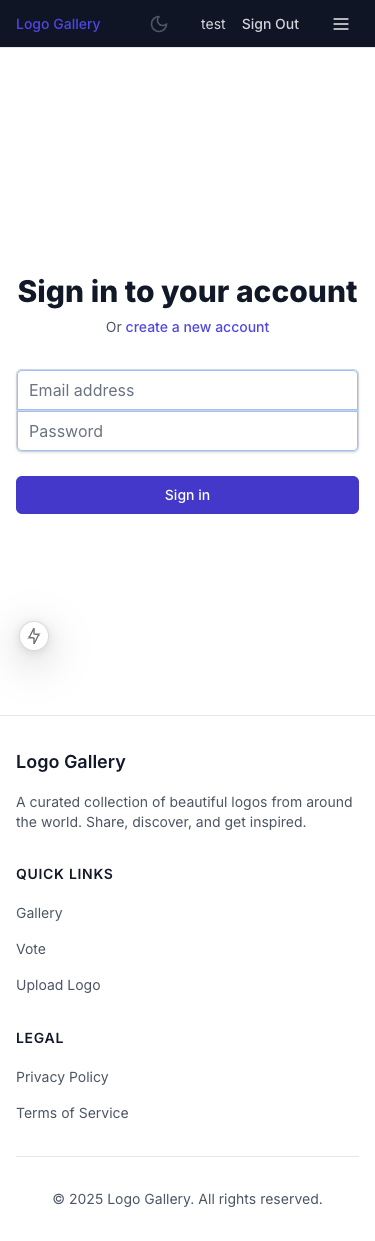 Logo Gallery test Sign Out
Sign in to your account
Or create a new account
Email address
Password
Sign in
Logo Gallery
A curated collection of beautiful logos from around
the world. Share, discover, and get inspired.
QUICK LINKS
Gallery
Vote
Upload Logo
LEGAL
Privacy Policy
Terms of Service
© 2025 Logo Gallery. All rights reserved.